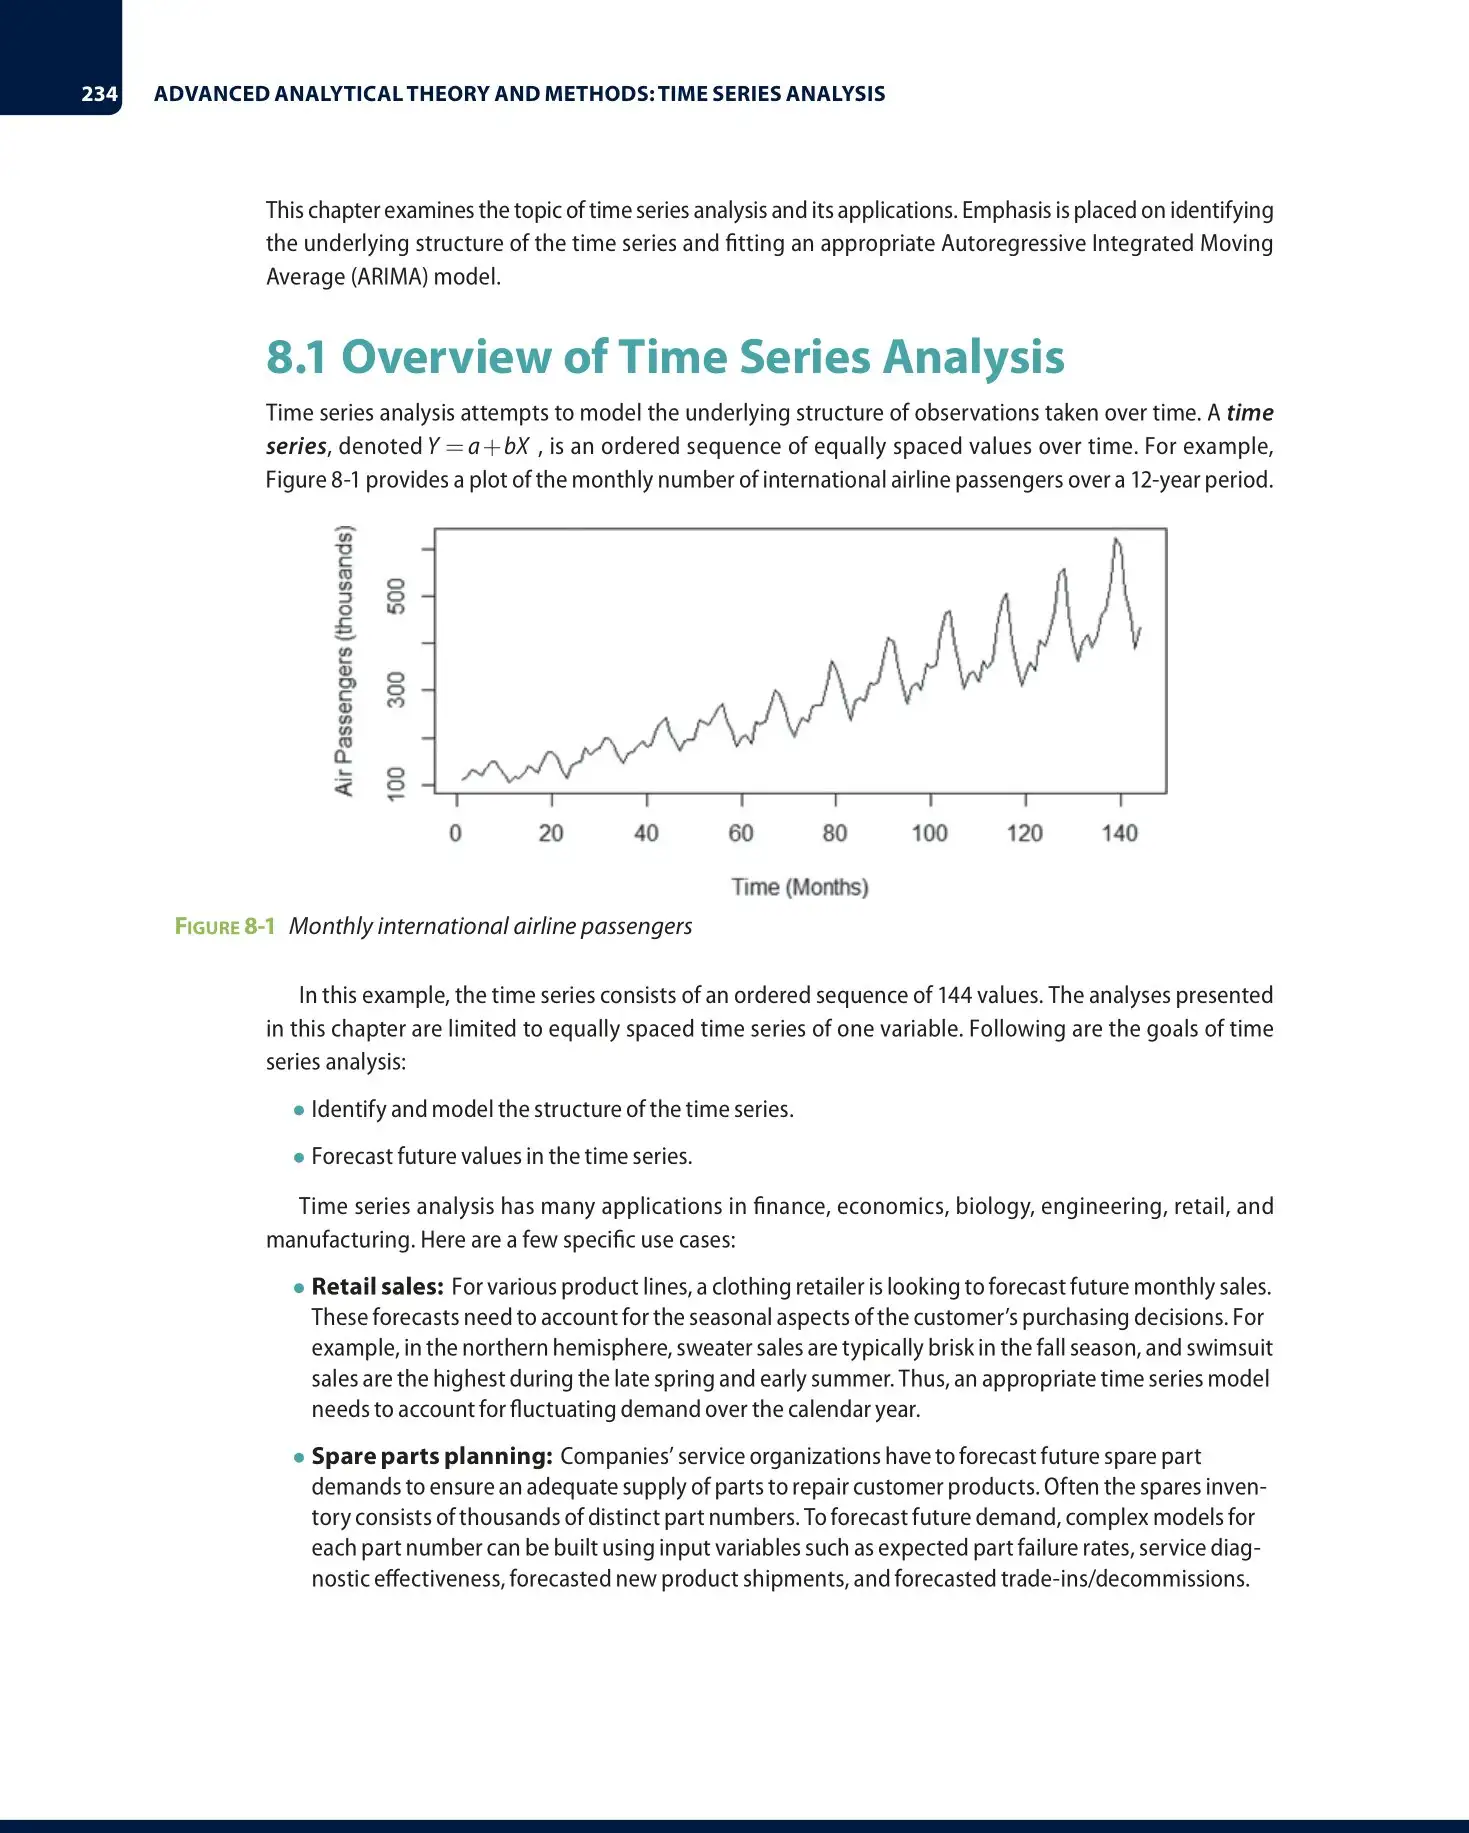 234 ADVANCED ANALYTICAL THEORY AND METHODS: TIME SERIES ANALYSIS
This chapter examines the topic of time series analysis and its applications. Emphasis is placed on identifying
the underlying structure of the time series and fitting an appropriate Autoregressive Integrated Moving
Average (ARIMA) model.
8.1 Overview of Time Series Analysis
Time series analysis attempts to model the underlying structure of observations taken over time. A time
series, denoted Y = a + bX , is an ordered sequence of equally spaced values over time. For example,
Figure 8-1 provides a plot of the monthly number of international airline passengers over a 12-year period.
Air Passengers (thousands)
500
300
100
0 20 40 60 80 100 120 140
Time (Months)
FIGURE 8-1 Monthly international airline passengers
In this example, the time series consists of an ordered sequence of 144 values. The analyses presented
in this chapter are limited to equally spaced time series of one variable. Following are the goals of time
series analysis:
● Identify and model the structure of the time series.
● Forecast future values in the time series.
Time series analysis has many applications in finance, economics, biology, engineering, retail, and
manufacturing. Here are a few specific use cases:
● Retail sales: For various product lines, a clothing retailer is looking to forecast future monthly sales.
These forecasts need to account for the seasonal aspects of the customer's purchasing decisions. For
example, in the northern hemisphere, sweater sales are typically brisk in the fall season, and swimsuit
sales are the highest during the late spring and early summer. Thus, an appropriate time series model
needs to account for fluctuating demand over the calendar year.
● Spare parts planning: Companies' service organizations have to forecast future spare part
demands to ensure an adequate supply of parts to repair customer products. Often the spares inven-
tory consists of thousands of distinct part numbers. To forecast future demand, complex models for
each part number can be built using input variables such as expected part failure rates, service diag-
nostic effectiveness, forecasted new product shipments, and forecasted trade-ins/decommissions.